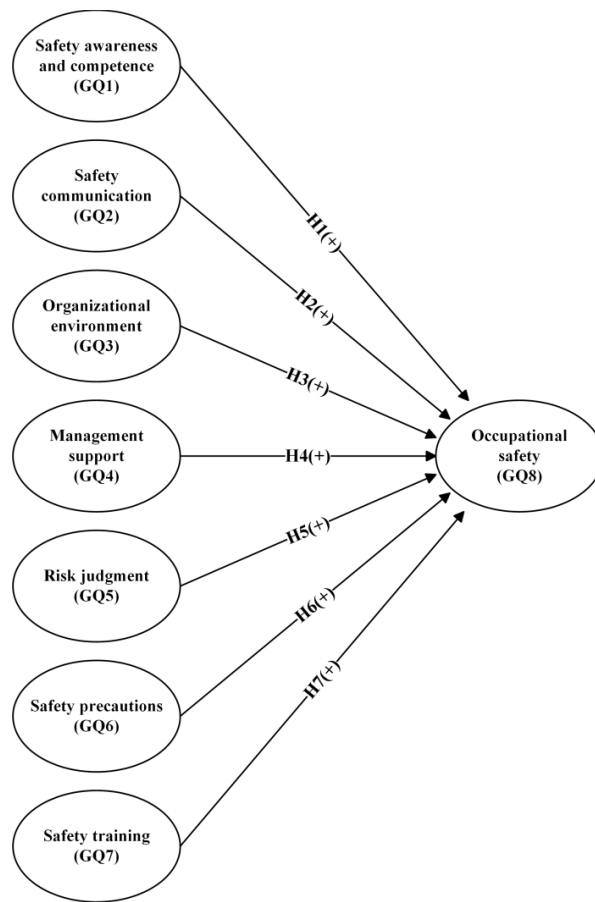 Safety awareness
and competence
(GQ1)
Safety
communication
(GQ2)
Organizational
environment
(GQ3)
Management
support
(GQ4)
Risk judgment
(GQ5)
Safety precautions
(GQ6)
Safety training
(GQ7)
H1(+)
H2(+)
H3(+)
H4(+)
H5(+)
H6(+)
H7(+)
Occupational
safety
(GQ8)